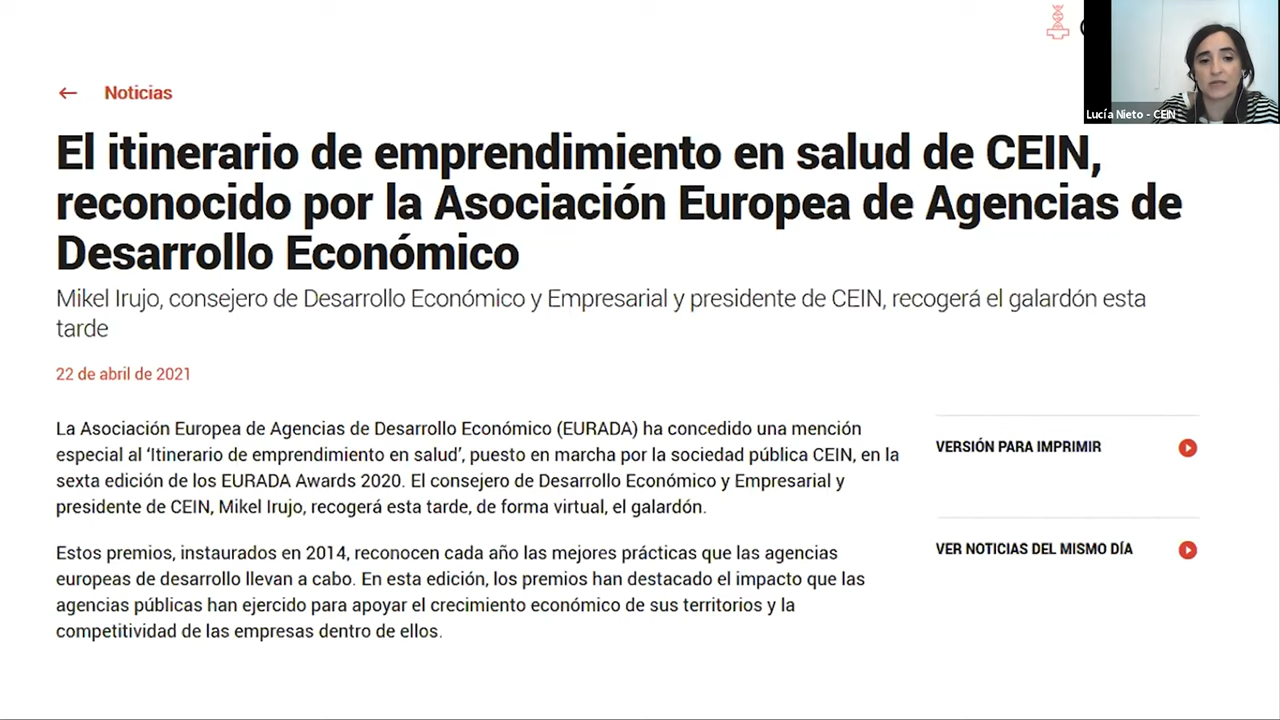 Lucía Nieto - CEIN
← Noticias
El itinerario de emprendimiento en salud de CEIN,
reconocido por la Asociación Europea de Agencias de
Desarrollo Económico
Mikel Irujo, consejero de Desarrollo Económico y Empresarial y presidente de CEIN, recogerá el galardón esta
tarde
22 de abril de 2021
La Asociación Europea de Agencias de Desarrollo Económico (EURADA) ha concedido una mención
especial al ‘Itinerario de emprendimiento en salud’, puesto en marcha por la sociedad pública CEIN, en la
sexta edición de los EURADA Awards 2020. El consejero de Desarrollo Económico y Empresarial y
presidente de CEIN, Mikel Irujo, recogerá esta tarde, de forma virtual, el galardón.
Estos premios, instaurados en 2014, reconocen cada año las mejores prácticas que las agencias
europeas de desarrollo llevan a cabo. En esta edición, los premios han destacado el impacto que las
agencias públicas han ejercido para apoyar el crecimiento económico de sus territorios y la
competitividad de las empresas dentro de ellos.
VERSIÓN PARA IMPRIMIR
VER NOTICIAS DEL MISMO DÍA